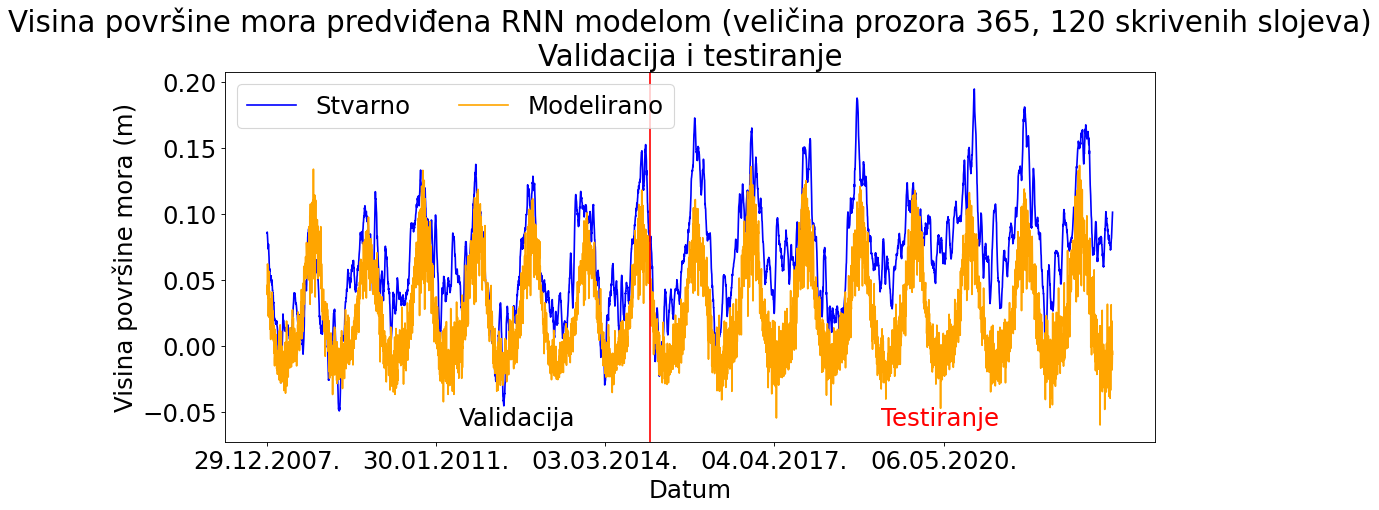 Visina površine mora predviđena RNN modelom (veličina prozora 365, 120 skrivenih slojeva)
Validacija i testiranje
Stvarno Modelirano
Visina površine mora (m)
0.20
0.15
0.10
0.05
0.00
−0.05
Validacija Testiranje
29.12.2007. 30.01.2011. 03.03.2014. 04.04.2017. 06.05.2020.
Datum